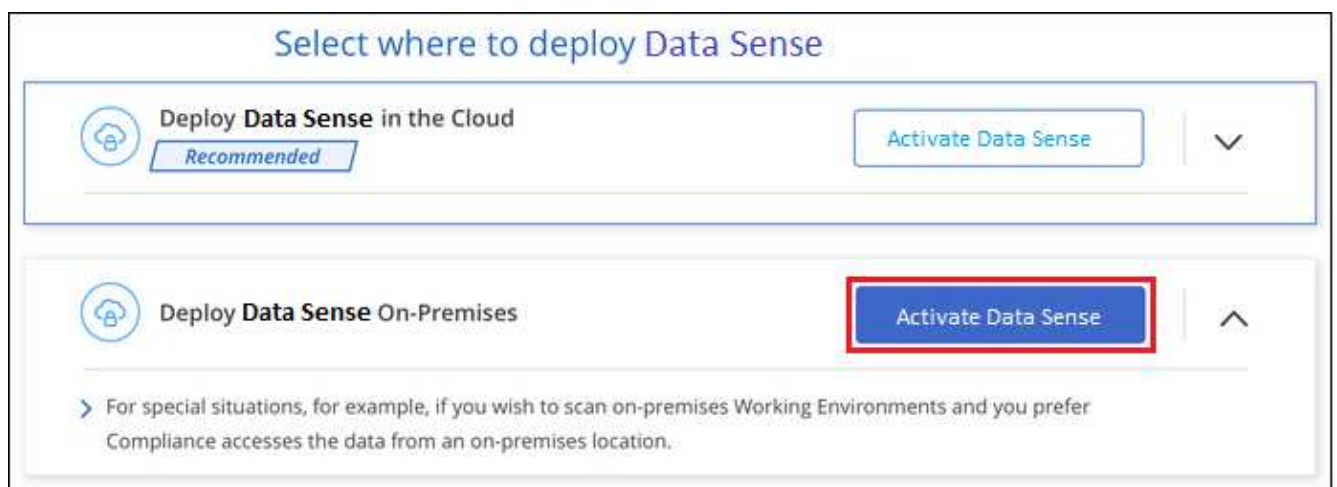 Select where to deploy Data Sense
Deploy Data Sense in the Cloud
Recommended
Activate Data Sense
Deploy Data Sense On-Premises
Activate Data Sense
For special situations, for example, if you wish to scan on-premises Working Environments and you prefer
Compliance accesses the data from an on-premises location.